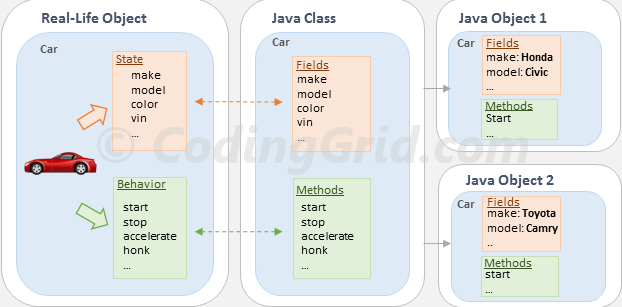 Real-Life Object
Car
State
make
model
color
vin
...
Behavior
start
stop
accelerate
honk
...
Java Class
Car
Fields
make
model
color
vin
...
Methods
start
stop
accelerate
honk
...
Java Object 1
Car
Fields
make: Honda
model: Civic
...
Methods
Start
...
Java Object 2
Car
Fields
make: Toyota
model: Camry
..
Methods
start
...
© CodingGrid.com